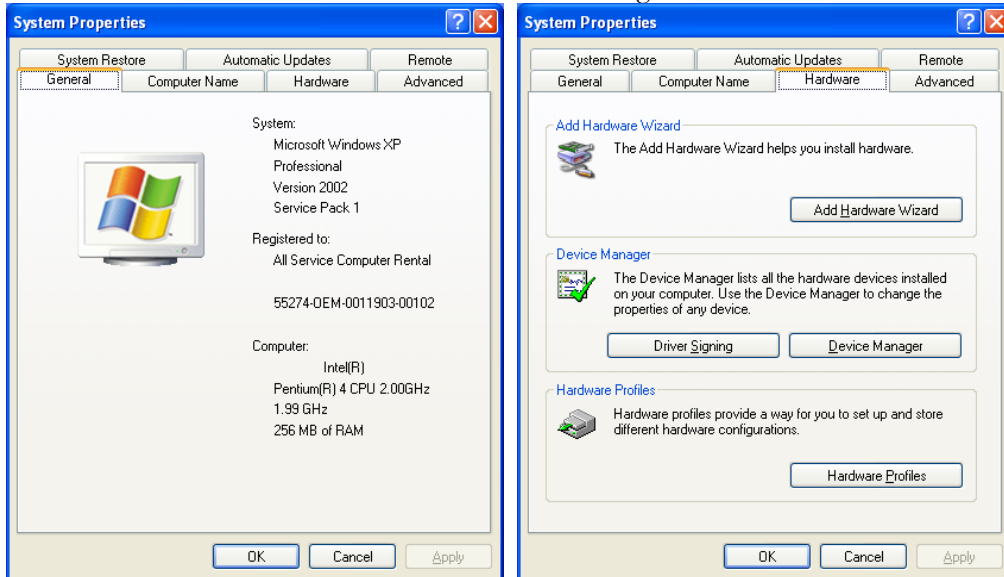 System Properties
System Restore
Automatic Updates
Remote
General
Computer Name
Hardware
Advanced
System:
Microsoft Windows XP
Professional
Version 2002
Service Pack 1
Registered to:
All Service Computer Rental
55274-OEM-0011903-00102
Computer:
Intel(R)
Pentium(R) 4 CPU 2.00GHz
1.99 GHz
256 MB of RAM
OK
Cancel
Apply
System Properties
System Restore
Automatic Updates
Remote
General
Computer Name
Hardware
Advanced
Add Hardware Wizard
The Add Hardware Wizard helps you install hardware.
Add Hardware Wizard
Device Manager
The Device Manager lists all the hardware devices installed
on your computer. Use the Device Manager to change the
properties of any device.
Driver Signing
Device Manager
Hardware Profiles
Hardware profiles provide a way for you to set up and store
different hardware configurations.
Hardware Profiles
OK
Cancel
Apply